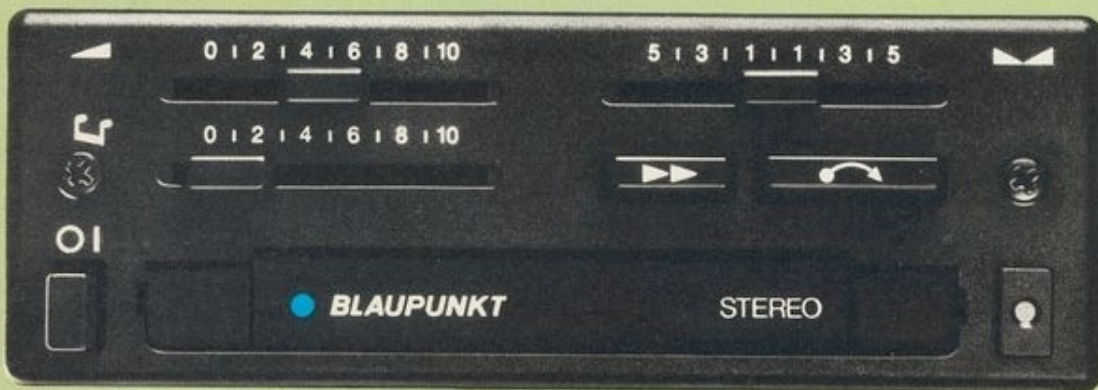 0 ı 2 ı 4 ı 6 ı 8 ı 10
5 ı 3 ı 1 ı 1 ı 3 ı 5
0 ı 2 ı 4 ı 6 ı 8 ı 10
O I
BLAUPUNKT
STEREO